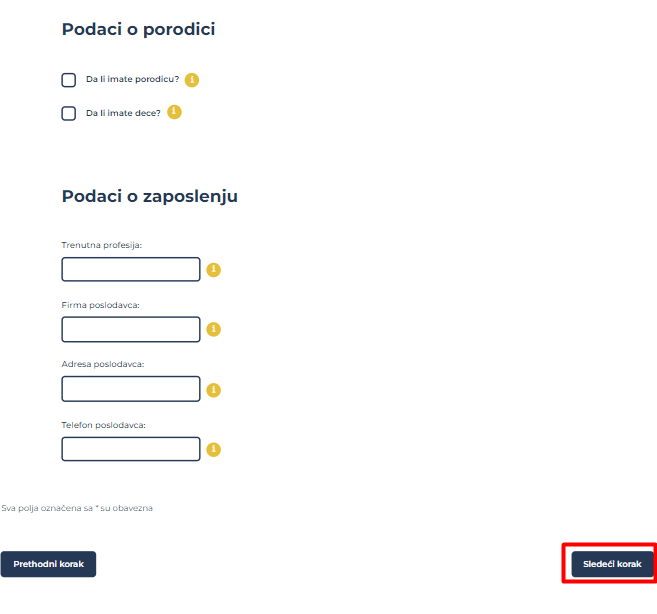 Podaci o porodici
Da li imate porodicu? i
Da li imate dece? i
Podaci o zaposlenju
Trenutna profesija:
i
Firma poslodavca:
i
Adresa poslodavca:
i
Telefon poslodavca:
i
Sva polja označena sa * su obavezna
Prethodni korak
Sledeći korak